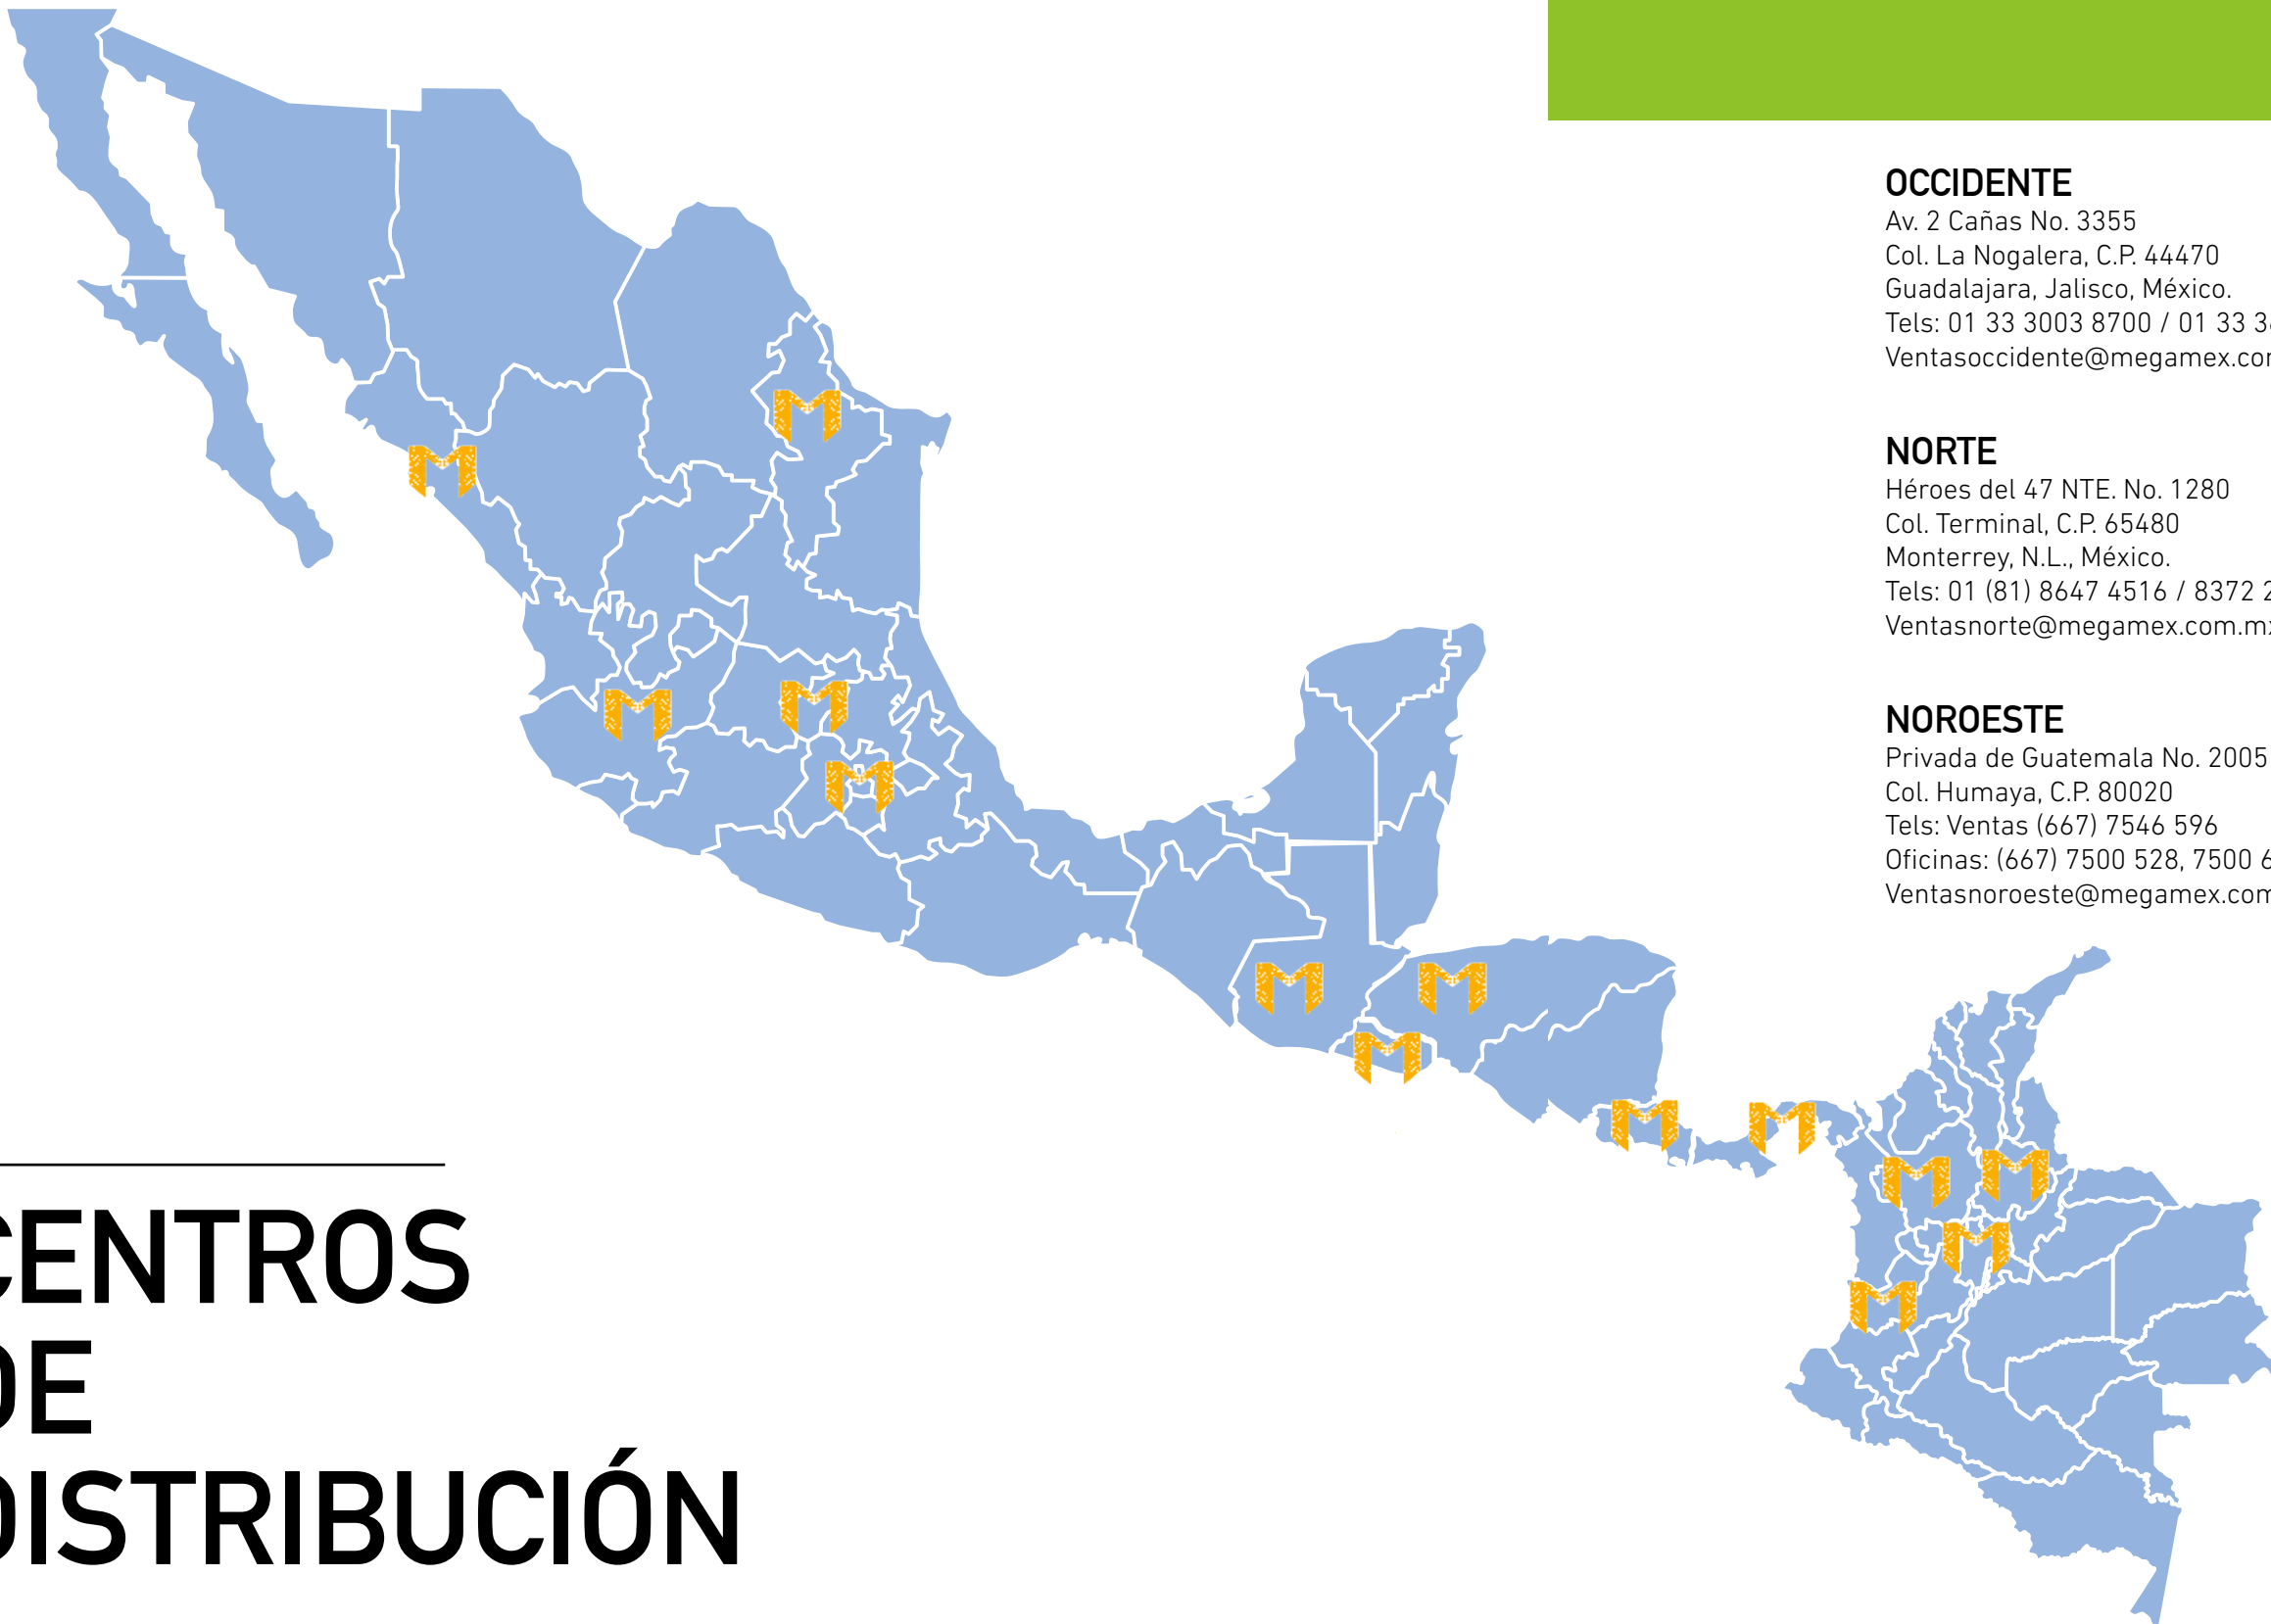 OCCIDENTE
Av. 2 Cañas No. 3355
Col. La Nogalera, C.P. 44470
Guadalajara, Jalisco, México.
Tels: 01 33 3003 8700 / 01 33 3
Ventasoccidente@megamex.co
NORTE
Héroes del 47 NTE. No. 1280
Col. Terminal, C.P. 65480
Monterrey, N.L., México.
Tels: 01 (81) 8647 4516 / 8372 2
Ventasnorte@megamex.com.m
NOROESTE
Privada de Guatemala No. 2005
Col. Humaya, C.P. 80020
Tels: Ventas (667) 7546 596
Oficinas: (667) 7500 528, 7500 6
Ventasnoroeste@megamex.com
CENTROS
DE
DISTRIBUCIÓN